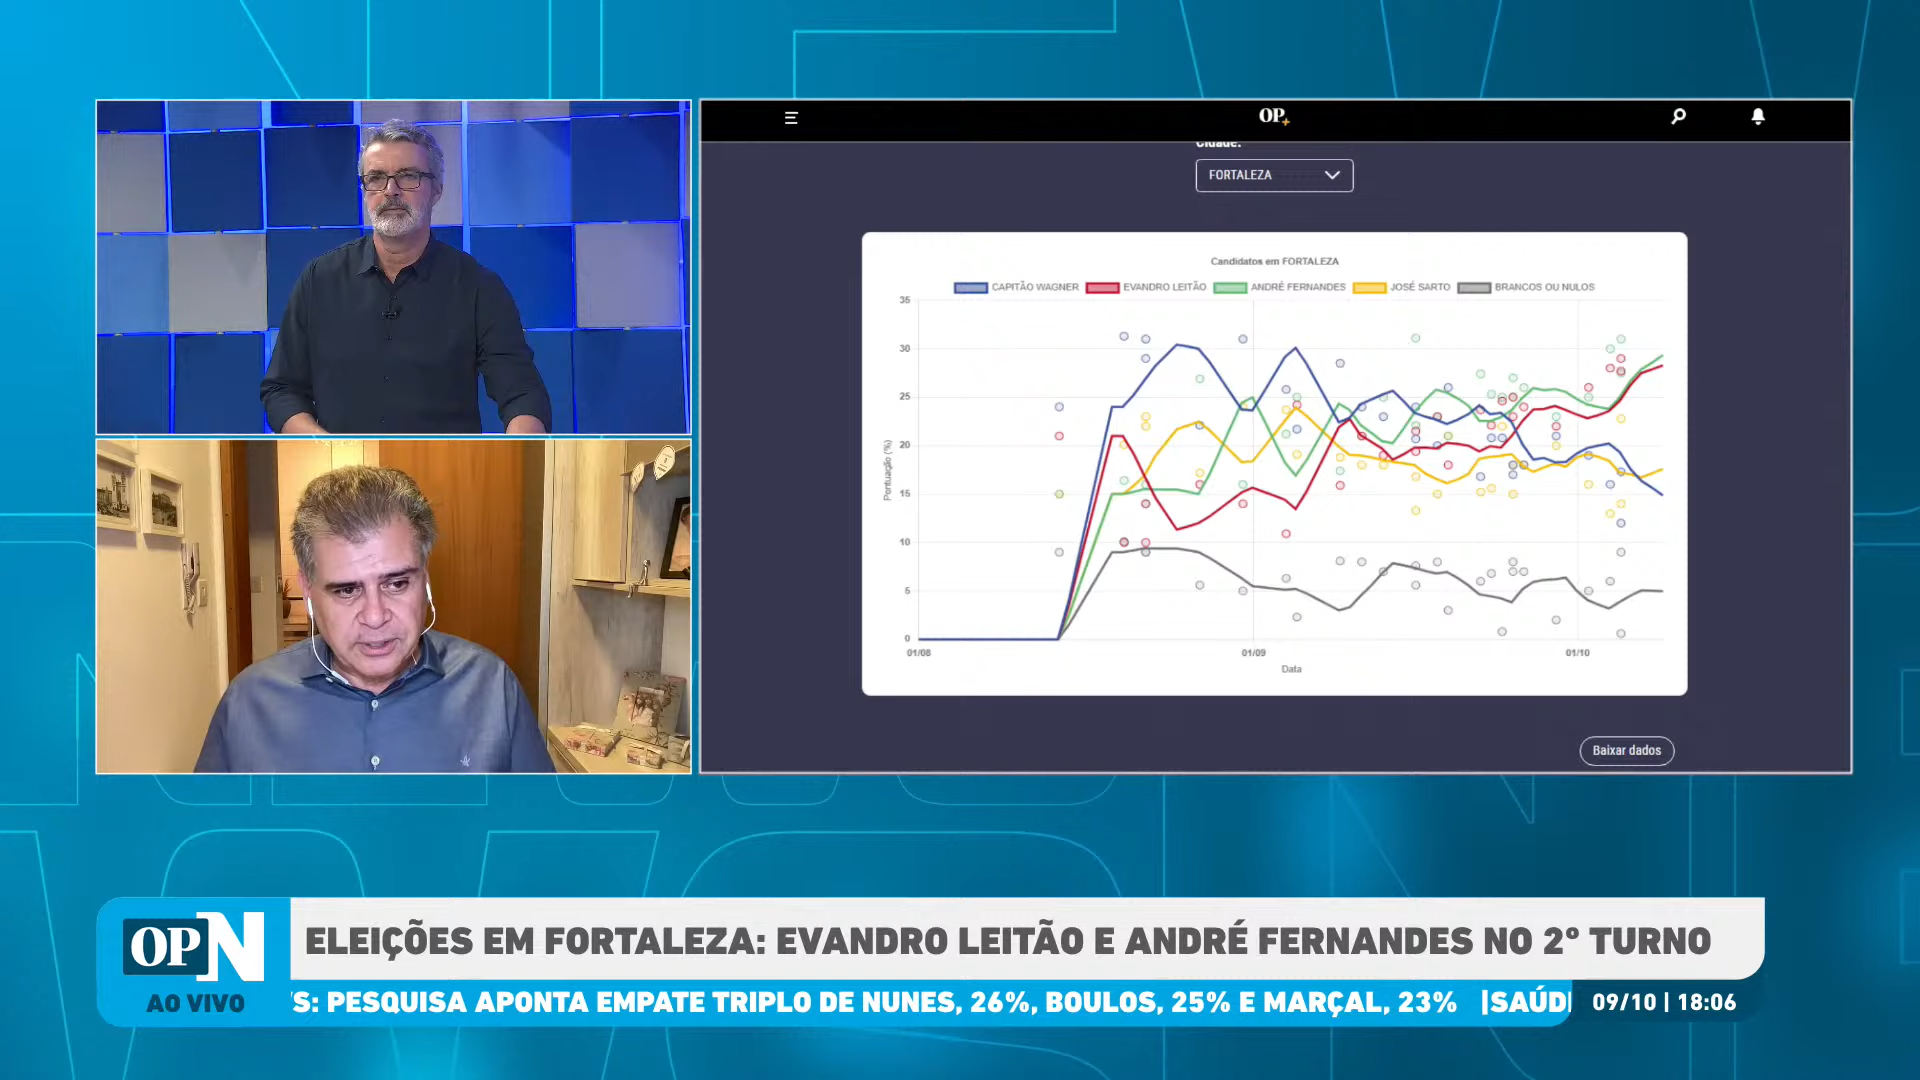 OP+
Cidade:
FORTALEZA
Candidatos em FORTALEZA
CAPITÃO WAGNER EVANDRO LEITÃO ANDRÉ FERNANDES JOSÉ SARTO BRANCOS OU NULOS
35
30
25
20
15
10
5
0
Pontuação (%)
01/08 01/09 01/10
Data
Baixar dados
OPN
AO VIVO
ELEIÇÕES EM FORTALEZA: EVANDRO LEITÃO E ANDRÉ FERNANDES NO 2º TURNO
S: PESQUISA APONTA EMPATE TRIPLO DE NUNES, 26%, BOULOS, 25% E MARÇAL, 23% |SAÚD
09/10 | 18:06